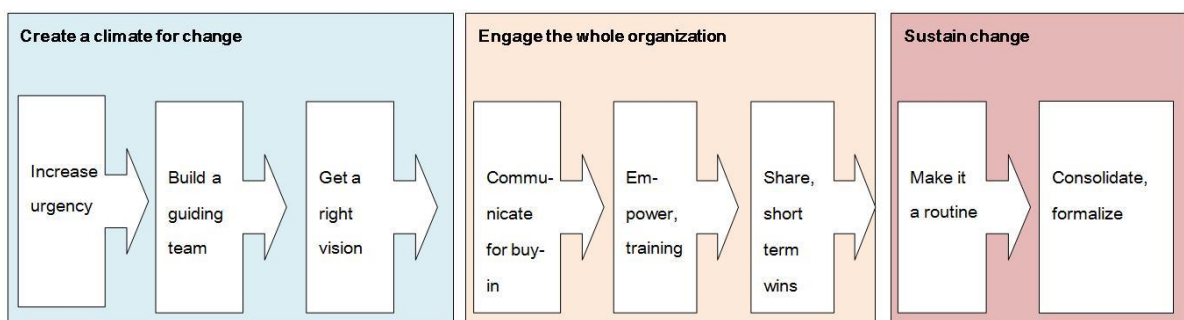 Create a climate for change
Increase
urgency
Build a
guiding
team
Get a
right
vision
Engage the whole organization
Commu-
nicate
for buy-
in
Em-
power,
training
Share,
short
term
wins
Sustain change
Make it
a routine
Consolidate,
formalize